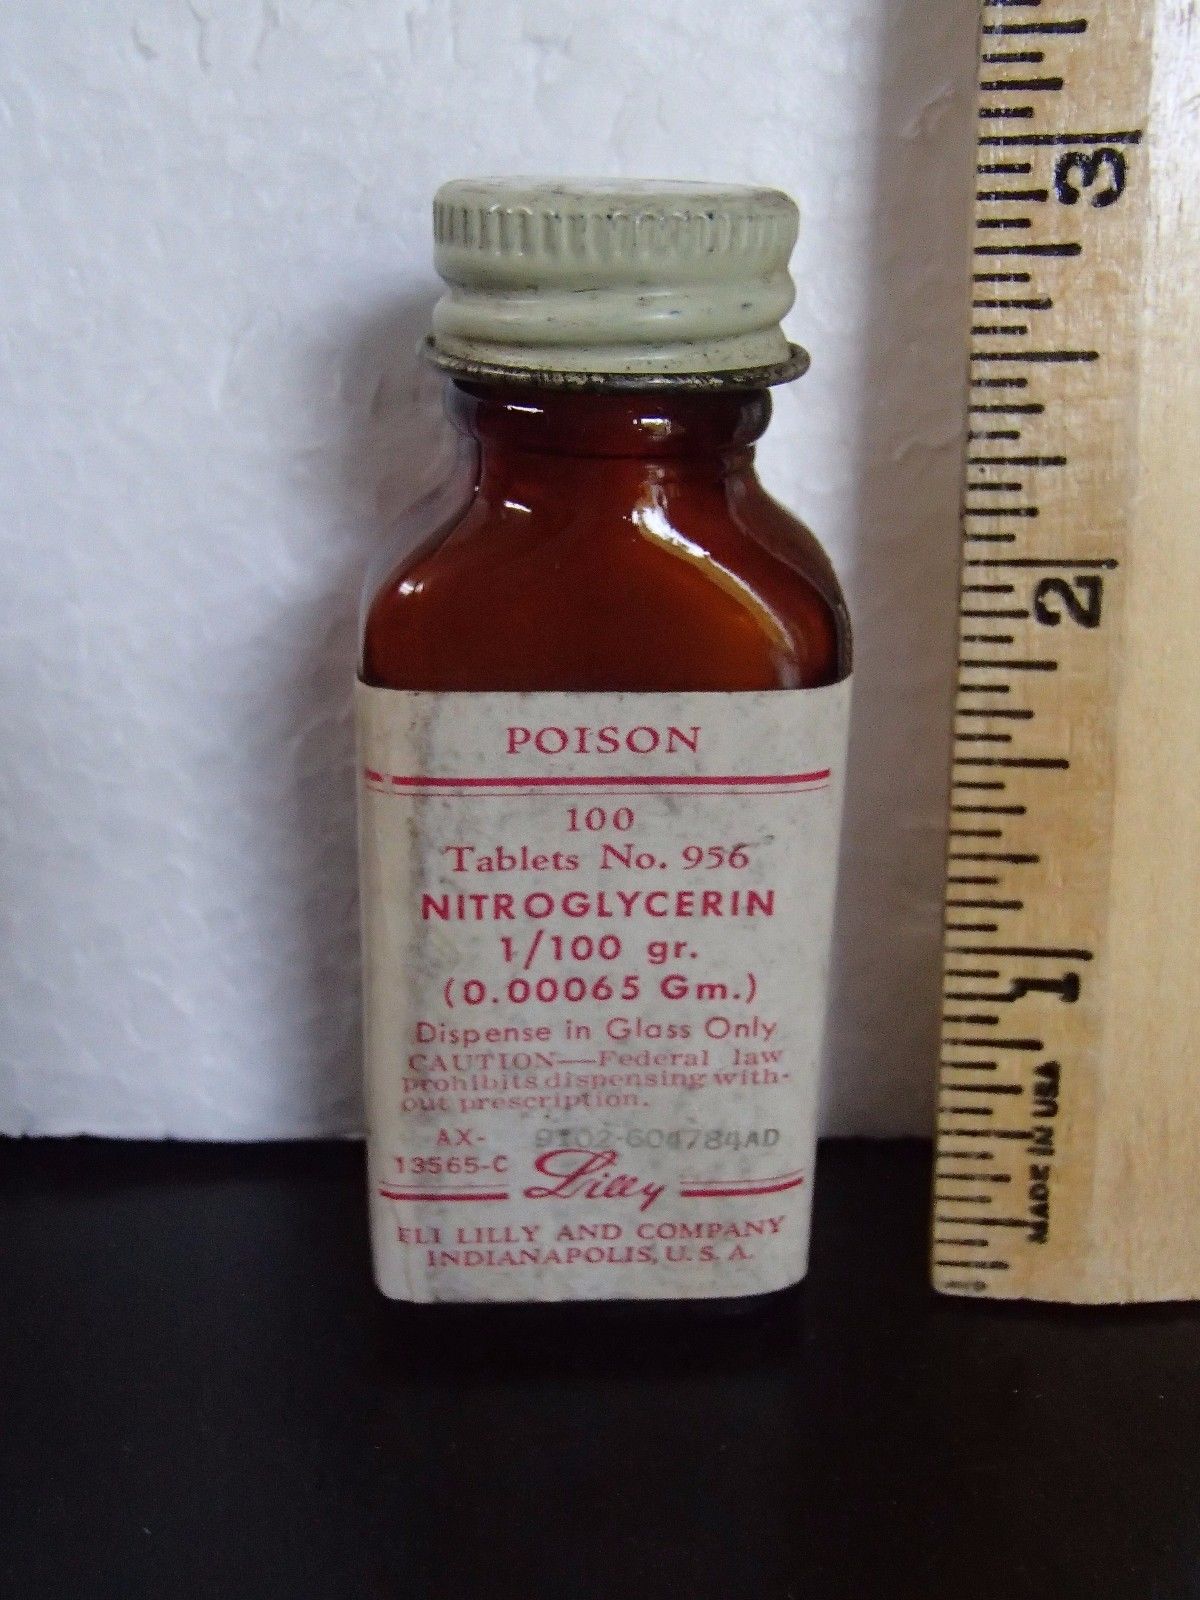 POISON
100
Tablets No. 956
NITROGLYCERIN
1/100 gr.
(0.00065 Gm.)
Dispense in Glass Only
CAUTION—Federal law
prohibits dispensing with-
out prescription.
AX-
13565-C
Lilly
ELI LILLY AND COMPANY
INDIANAPOLIS, U. S. A.
3
2
1
MADE IN USA